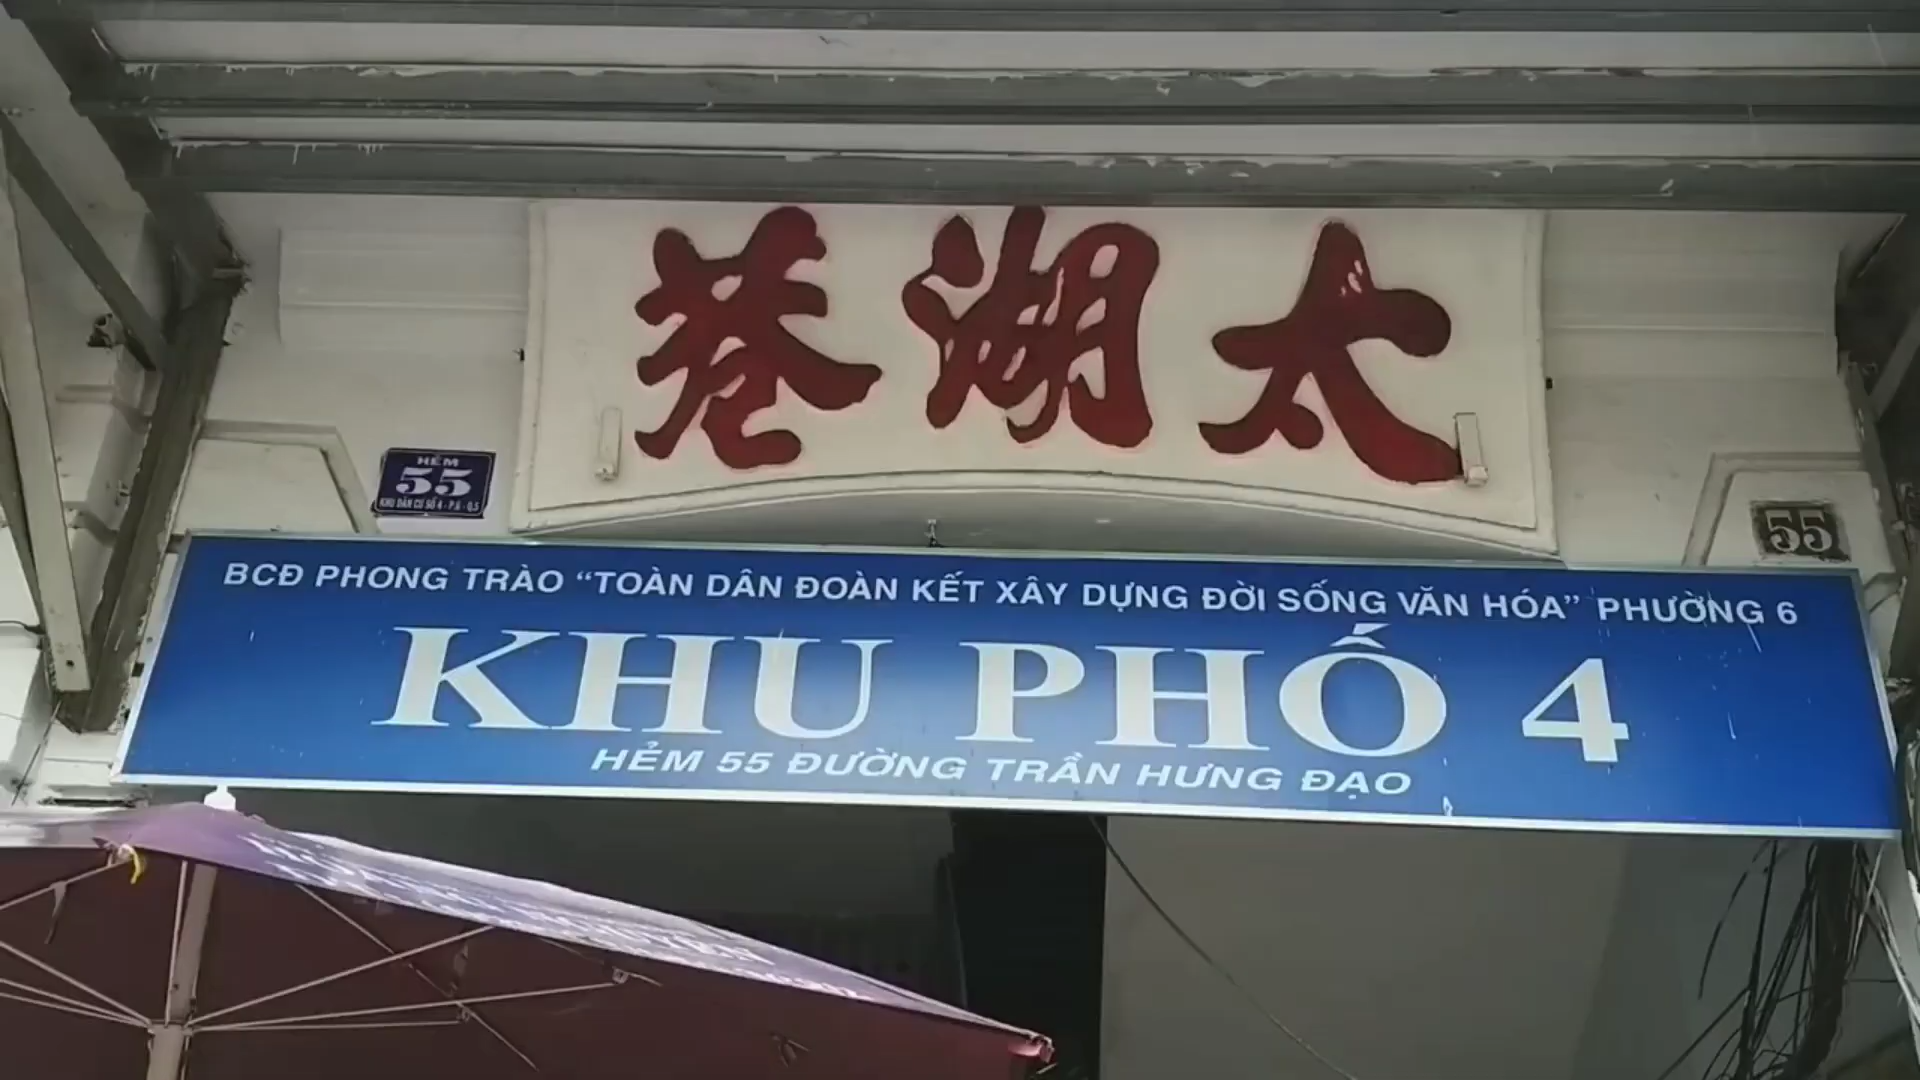 太湖巷
HẺM
55
KHU DÂN CƯ SỐ 4 - P.6 - Q.5
55
BCĐ PHONG TRÀO “TOÀN DÂN ĐOÀN KẾT XÂY DỰNG ĐỜI SỐNG VĂN HÓA” PHƯỜNG 6
KHU PHỐ 4
HẺM 55 ĐƯỜNG TRẦN HƯNG ĐẠO